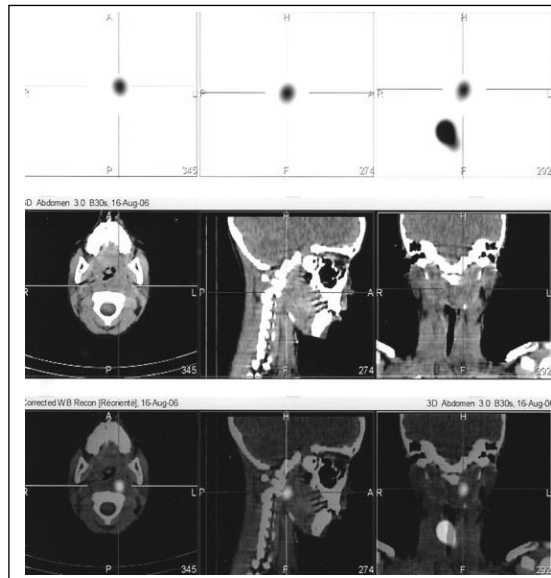 A
H
H
R
L
P
A
R
L
P
345
F
274
F
292
3D Abdomen 3.0 B30s, 16-Aug-06
A
H
H
R
L
P
A
R
L
P
345
F
274
F
292
Corrected WB Recon [Réorienté], 16-Aug-06
3D Abdomen 3.0 B30s, 16-Aug-06
A
H
H
R
L
P
A
R
L
P
345
F
274
F
292